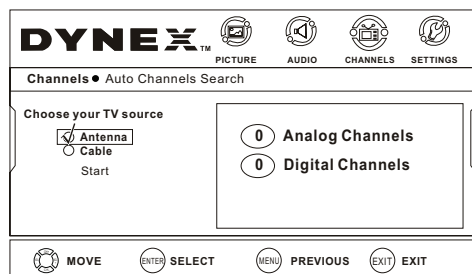 DYNEX TM
PICTURE AUDIO CHANNELS SETTINGS
Channels • Auto Channels Search
Choose your TV source
Antenna
Cable
Start
0 Analog Channels
0 Digital Channels
MOVE ENTER SELECT MENU PREVIOUS EXIT EXIT